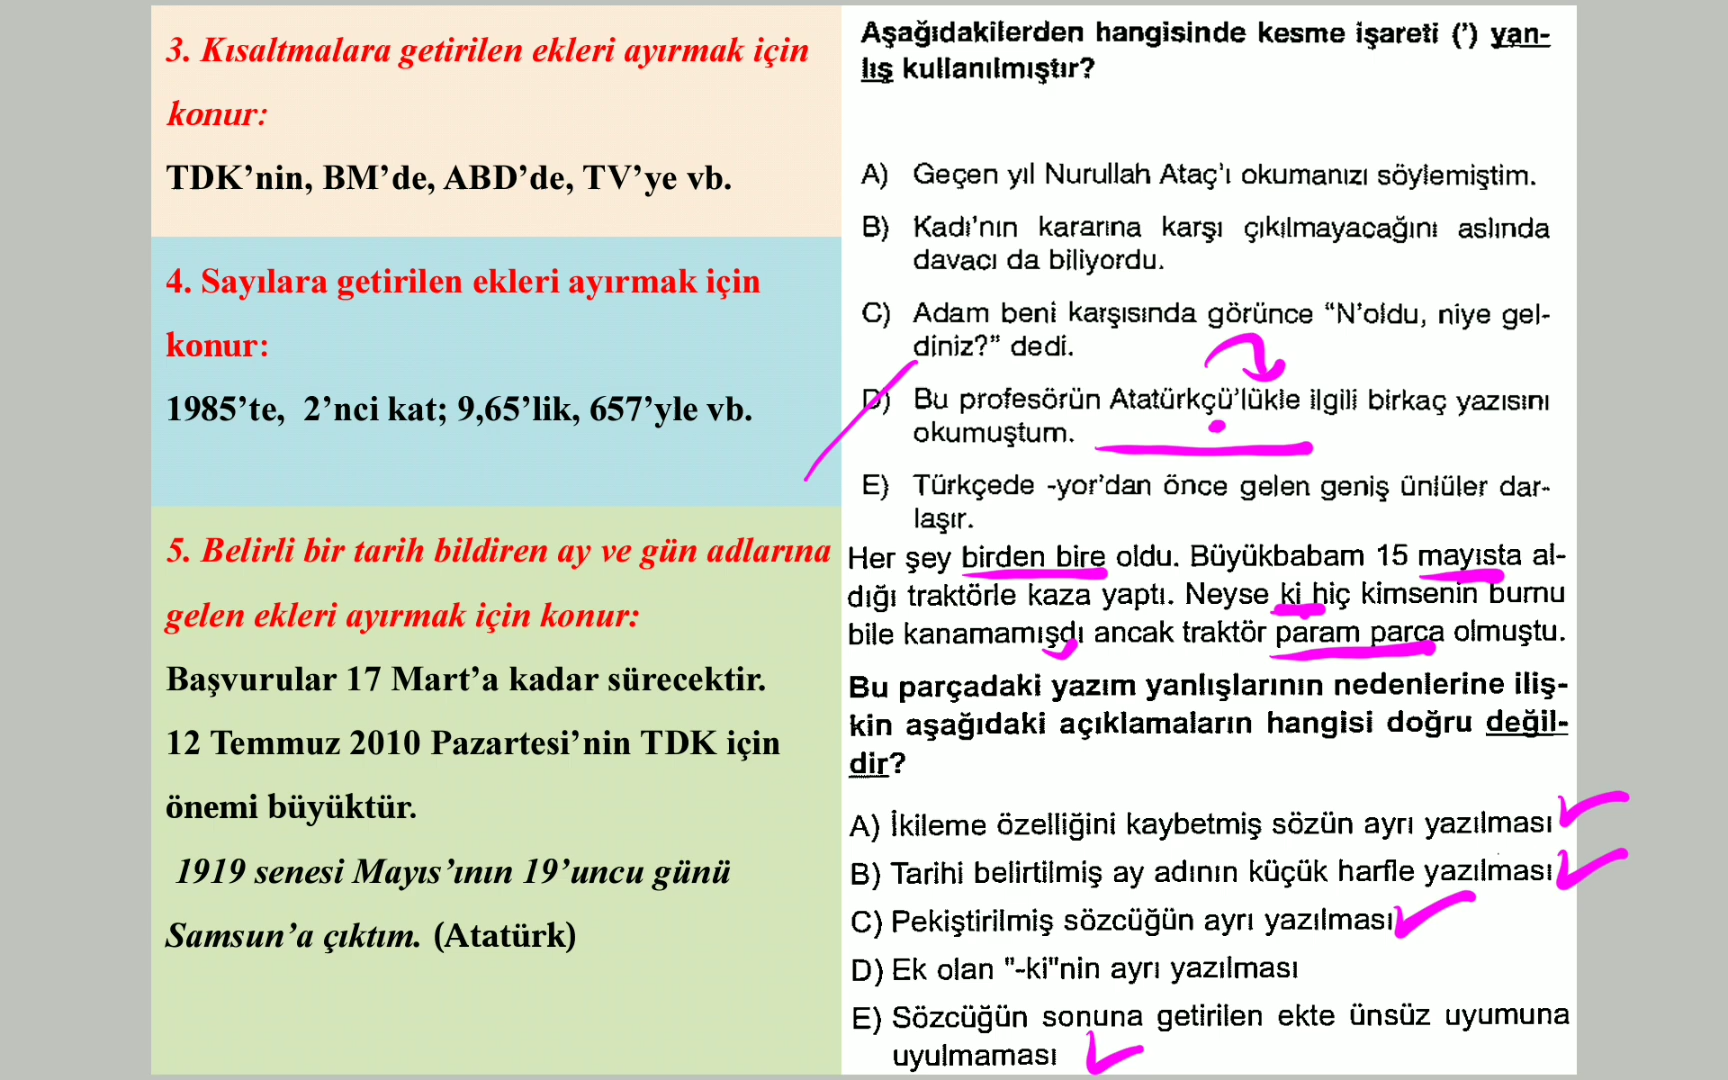 3. Kısaltmalara getirilen ekleri ayırmak için
konur:
TDK’nin, BM’de, ABD’de, TV’ye vb.
4. Sayılara getirilen ekleri ayırmak için
konur:
1985’te, 2’nci kat; 9,65’lik, 657’yle vb.
5. Belirli bir tarih bildiren ay ve gün adlarına
gelen ekleri ayırmak için konur:
Başvurular 17 Mart’a kadar sürecektir.
12 Temmuz 2010 Pazartesi’nin TDK için
önemi büyüktür.
1919 senesi Mayıs’ının 19’uncu günü
Samsun’a çıktım. (Atatürk)
Aşağıdakilerden hangisinde kesme işareti (’) yan-
lış kullanılmıştır?
A) Geçen yıl Nurullah Ataç’ı okumanızı söylemiştim.
B) Kadı’nın kararına karşı çıkılmayacağını aslında
davacı da biliyordu.
C) Adam beni karşısında görünce “N’oldu, niye gel-
diniz?” dedi.
D) Bu profesörün Atatürkçü’lükle ilgili birkaç yazısını
okumuştum.
E) Türkçede -yor’dan önce gelen geniş ünlüler dar-
laşır.
Her şey birden bire oldu. Büyükbabam 15 mayısta al-
dığı traktörle kaza yaptı. Neyse ki hiç kimsenin burnu
bile kanamamışdı ancak traktör param parça olmuştu.
Bu parçadaki yazım yanlışlarının nedenlerine iliş-
kin aşağıdaki açıklamaların hangisi doğru değil-
dir?
A) İkileme özelliğini kaybetmiş sözün ayrı yazılması
B) Tarihi belirtilmiş ay adının küçük harfle yazılması
C) Pekiştirilmiş sözcüğün ayrı yazılması
D) Ek olan "-ki"nin ayrı yazılması
E) Sözcüğün sonuna getirilen ekte ünsüz uyumuna
uyulmaması